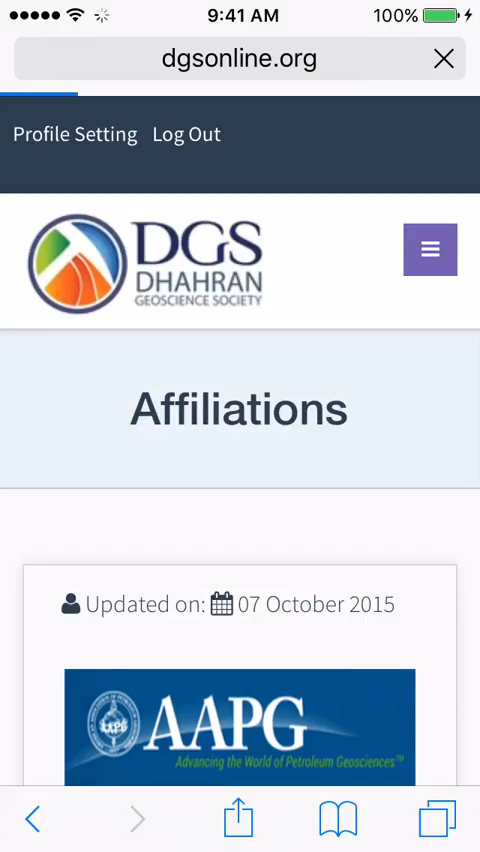 9:41 AM
100%
dgsonline.org
Profile Setting Log Out
DGS
DHAHRAN
GEOSCIENCE SOCIETY
Affiliations
Updated on: 07 October 2015
AAPG
AAPG
Advancing the World of Petroleum Geosciences™